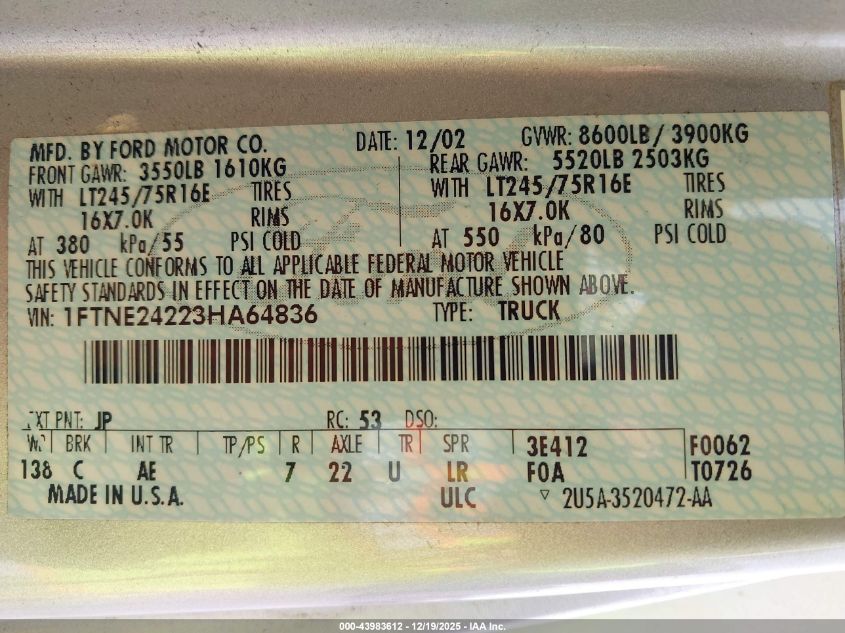 MFD. BY FORD MOTOR CO. DATE: 12/02 GVWR: 8600LB/ 3900KG
FRONT GAWR: 3550LB 1610KG REAR GAWR: 5520LB 2503KG
WITH LT245/75R16E TIRES WITH LT245/75R16E TIRES
16X7.0K RIMS 16X7.0K RIMS
AT 380 kPa/55 PSI COLD AT 550 kPa/80 PSI COLD
THIS VEHICLE CONFORMS TO ALL APPLICABLE FEDERAL MOTOR VEHICLE
SAFETY STANDARDS IN EFFECT ON THE DATE OF MANUFACTURE SHOWN ABOVE.
VIN: 1FTNE24223HA64836 TYPE: TRUCK
EXT PNT: JP RC: 53 DSO:
WB BRK INT TR TP/PS R AXLE TR SPR 3E412 F0062
138 C AE 7 22 U LR F0A T0726
MADE IN U.S.A. ULC ▽ 2U5A-3520472-AA
000-43983612 - 12/19/2025 - IAA Inc.